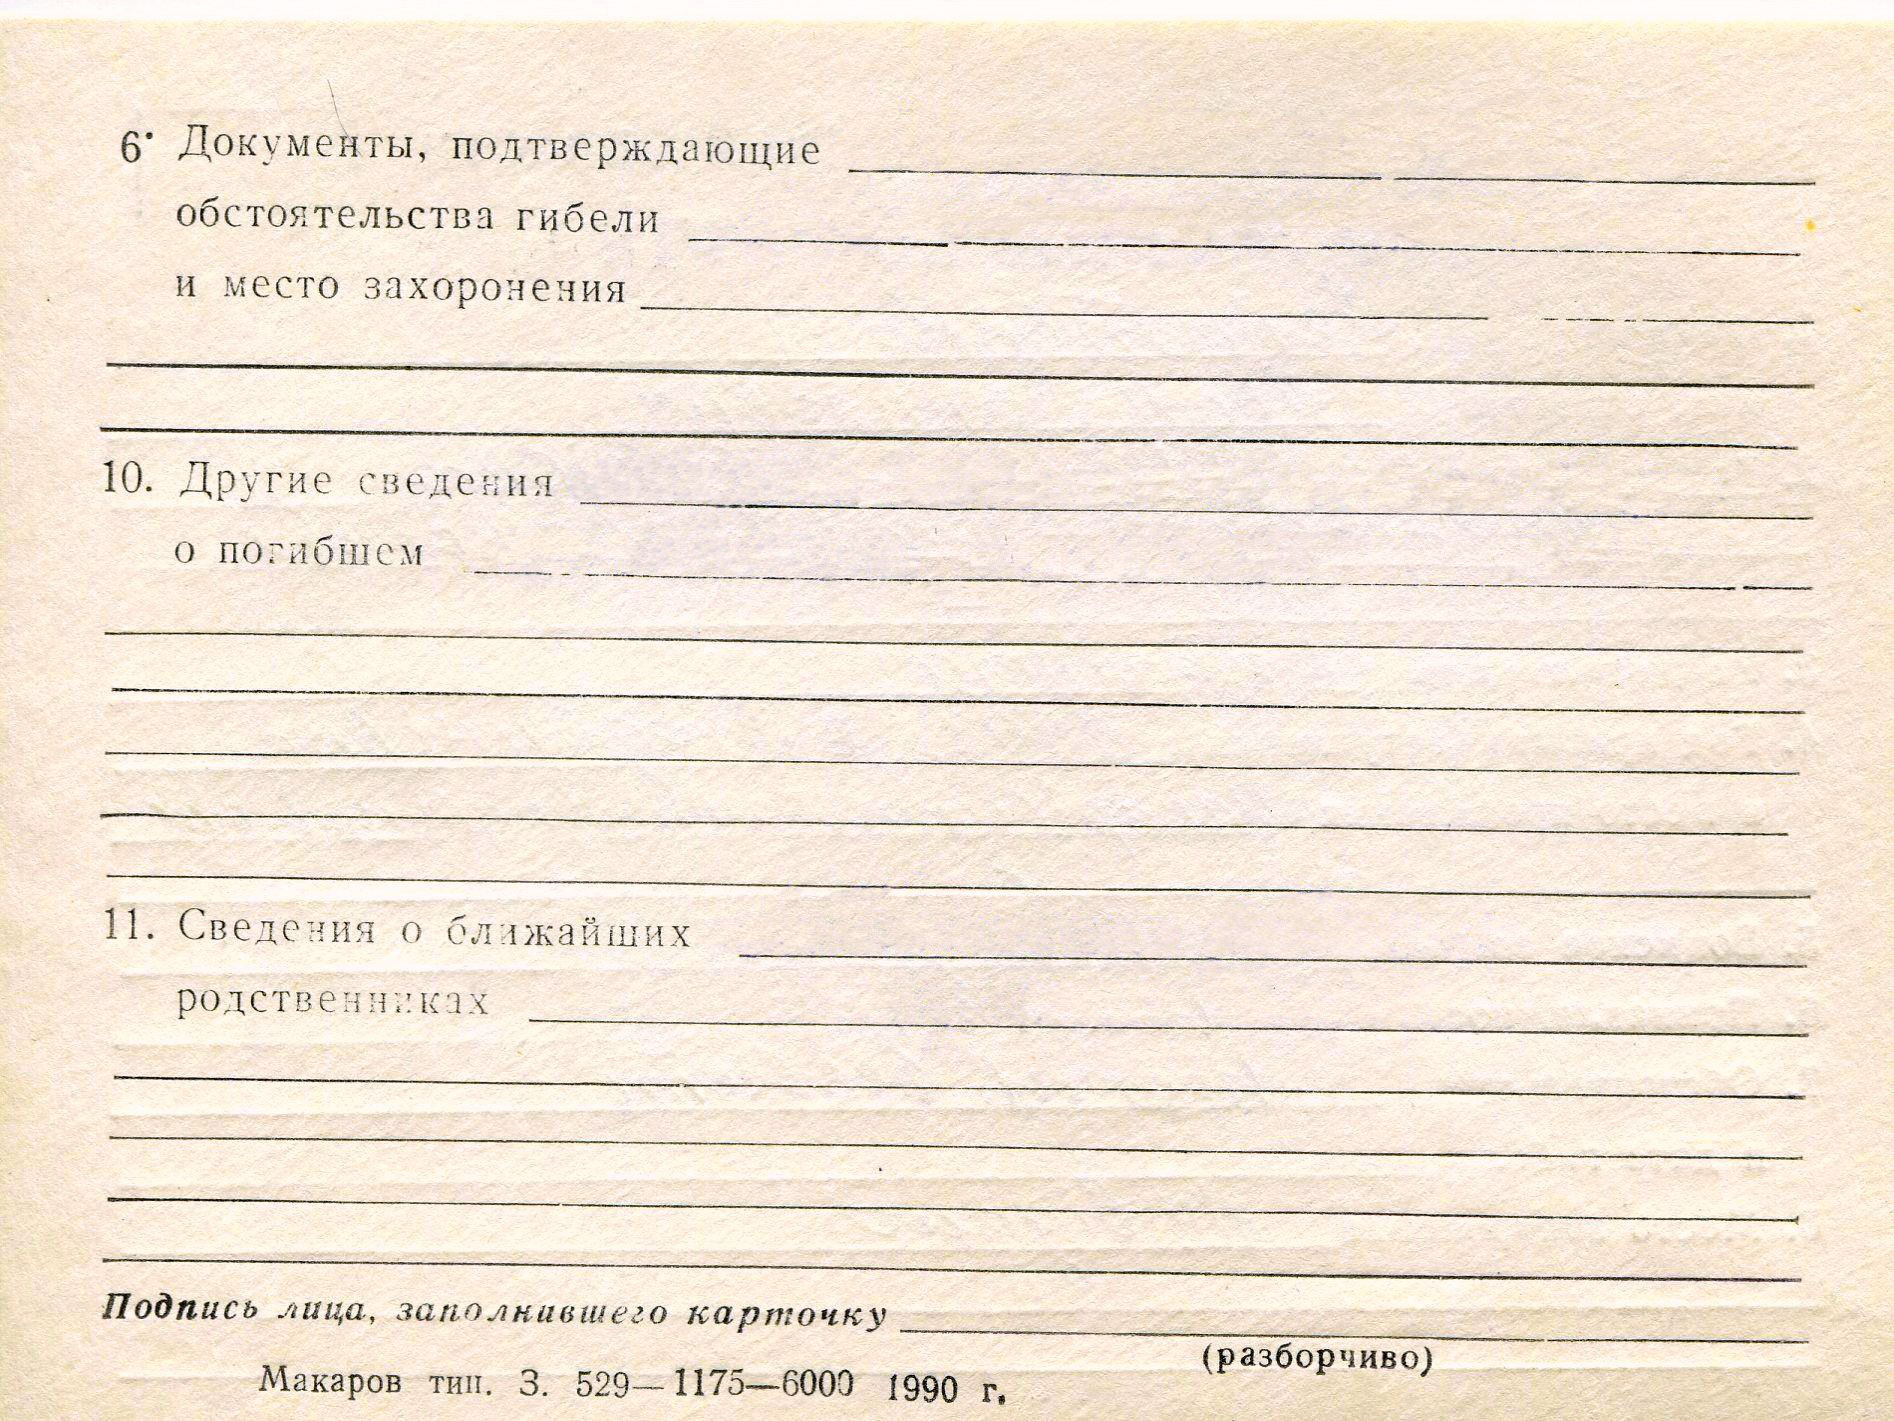 6. Документы, подтверждающие
обстоятельства гибели
и место захоронения
10. Другие сведения
о погибшем
11. Сведения о ближайших
родственниках
Подпись лица, заполнившего карточку
(разборчиво)
Макаров тип. З. 529—1175—6000 1990 г.